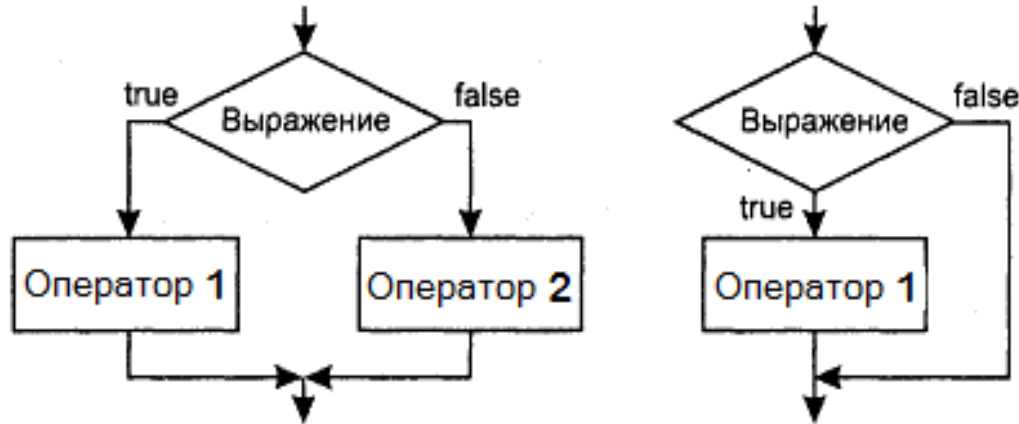 true
false
Выражение
Оператор 1
Оператор 2
false
Выражение
true
Оператор 1